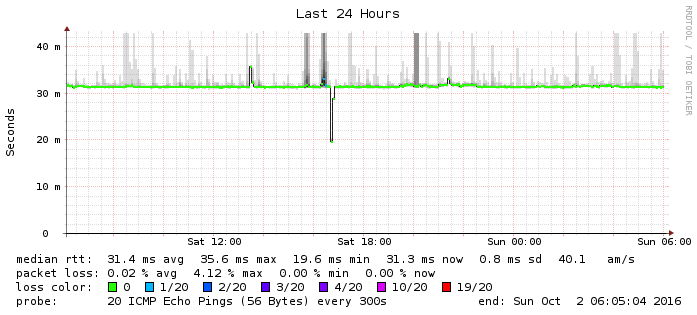 Last 24 Hours
RRDTOOL / TOBI OETIKER
Seconds
40 m
30 m
20 m
10 m
0
Sat 12:00 Sat 18:00 Sun 00:00 Sun 06:00
median rtt: 31.4 ms avg 35.6 ms max 19.6 ms min 31.3 ms now 0.8 ms sd 40.1 am/s
packet loss: 0.02 % avg 4.12 % max 0.00 % min 0.00 % now
loss color: 0 1/20 2/20 3/20 4/20 10/20 19/20
probe: 20 ICMP Echo Pings (56 Bytes) every 300s end: Sun Oct 2 06:05:04 2016